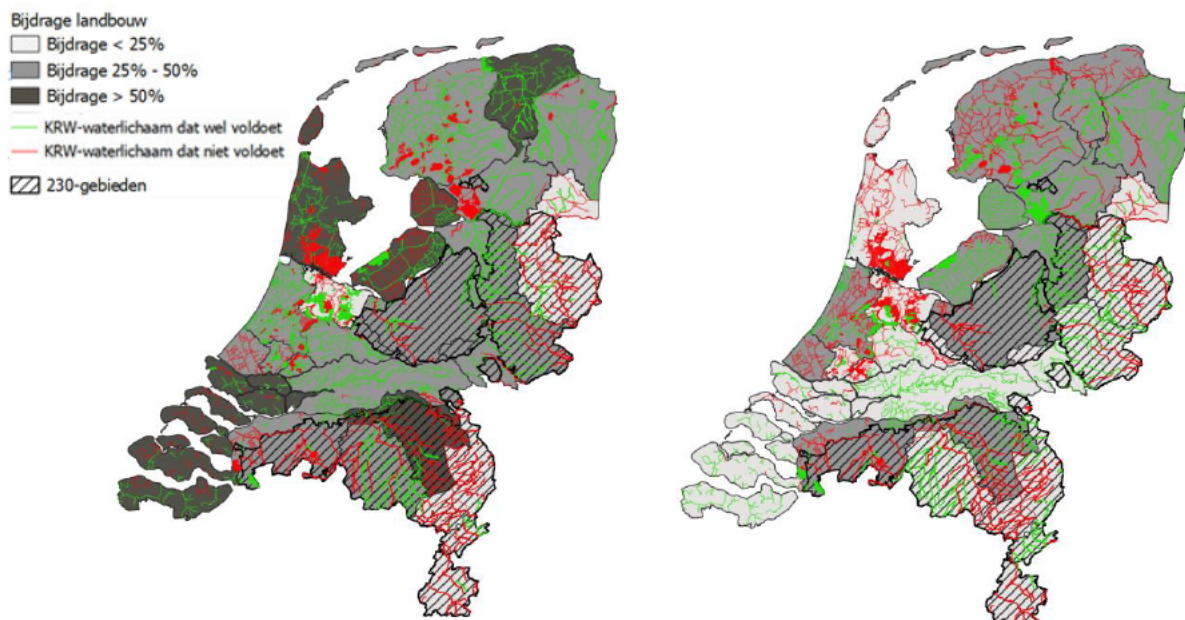 Bijdrage landbouw
Bijdrage < 25%
Bijdrage 25% - 50%
Bijdrage > 50%
KRW-waterlichaam dat wel voldoet
KRW-waterlichaam dat niet voldoet
230-gebieden